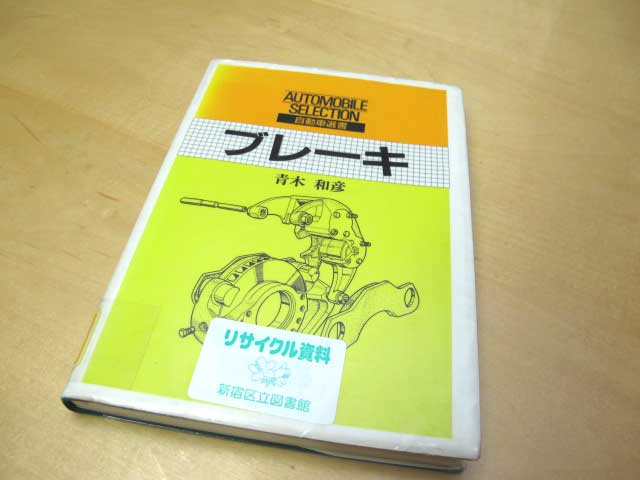 AUTOMOBILE
SELECTION
自動車選書
ブレーキ
青木 和彦
リサイクル資料
新宿区立図書館